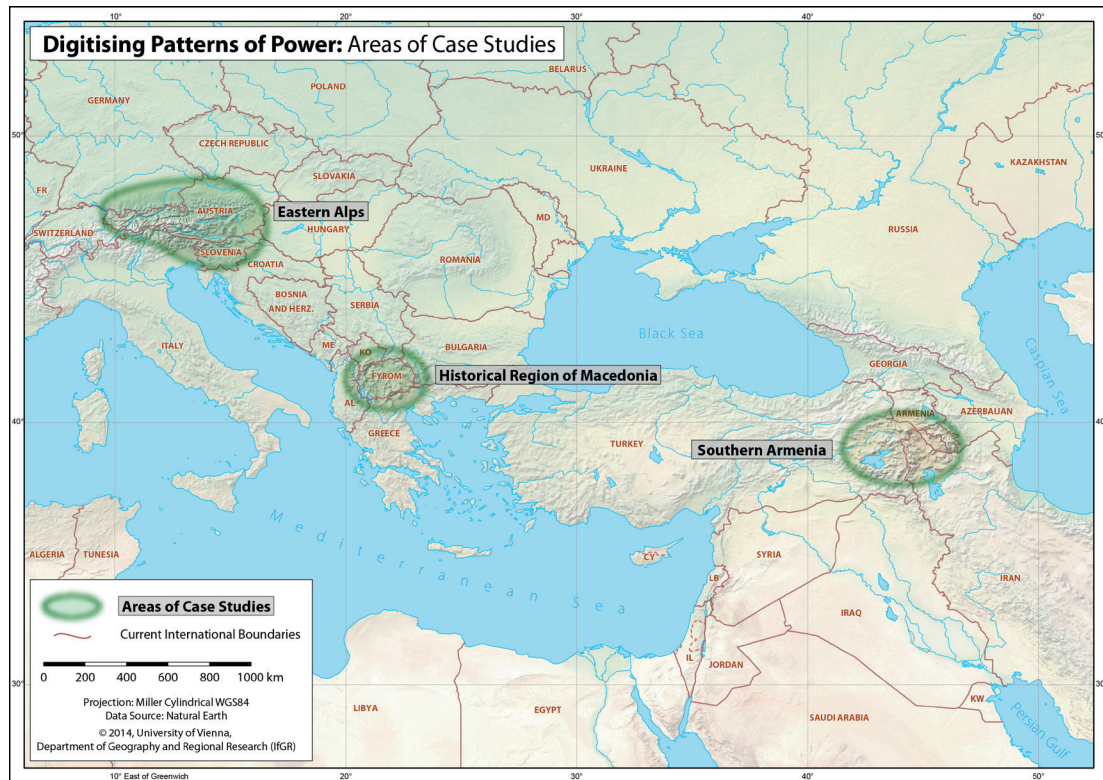 10°
20°
30°
40°
50°
Digitising Patterns of Power: Areas of Case Studies
BELARUS
POLAND
GERMANY
50°
50°
CZECH REPUBLIC
UKRAINE
KAZAKHSTAN
SLOVAKIA
FR
AUSTRIA
Eastern Alps
MD
HUNGARY
RUSSIA
SWITZERLAND
SLOVENIA
CROATIA
ROMANIA
BOSNIA
AND HERZ.
SERBIA
Black Sea
ITALY
ME
KO
BULGARIA
Caspian Sea
GEORGIA
FYROM
Historical Region of Macedonia
AL
ARMENIA
AZERBAIJAN
40°
40°
GREECE
TURKEY
Southern Armenia
Mediterranean Sea
ALGERIA
TUNISIA
CY
SYRIA
LB
IRAN
IRAQ
IL
JORDAN
30°
30°
KW
LIBYA
EGYPT
SAUDI ARABIA
Persian Gulf
Areas of Case Studies
Current International Boundaries
0 200 400 600 800 1000 km
Projection: Miller Cylindrical WGS84
Data Source: Natural Earth
© 2014, University of Vienna,
Department of Geography and Regional Research (IfGR)
10° East of Greenwich
20°
30°
40°
50°